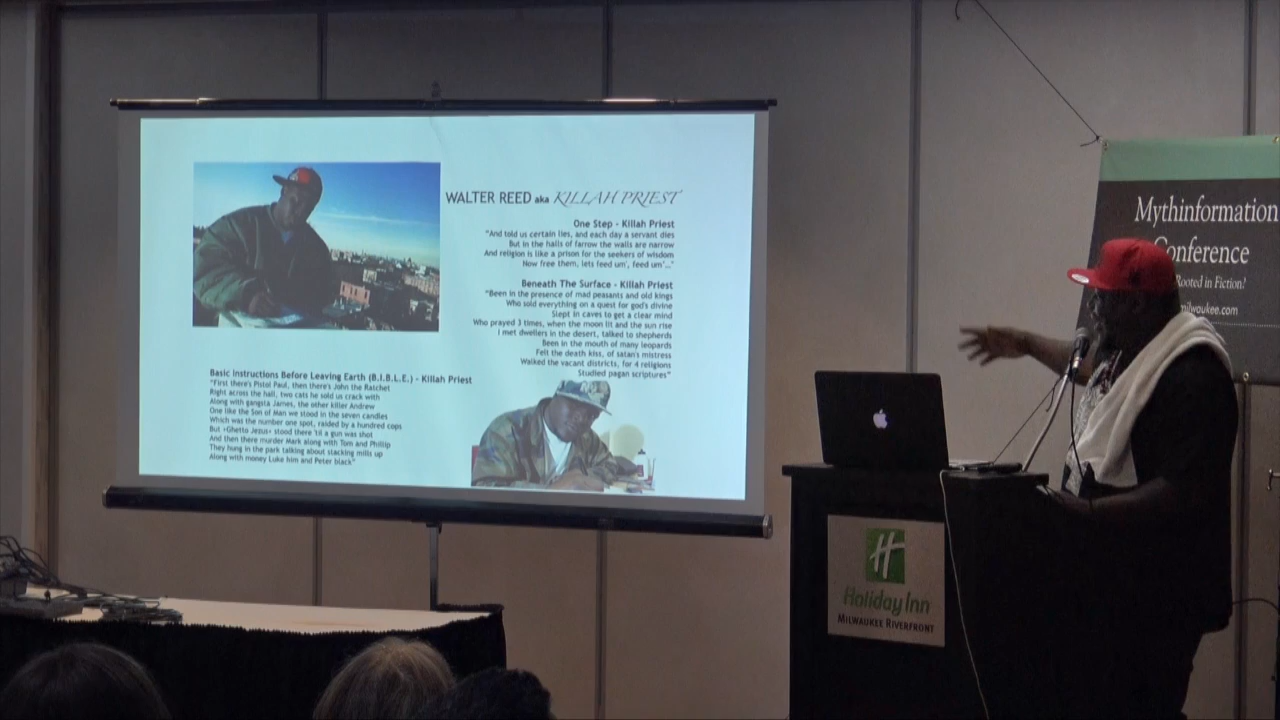 WALTER REED aka KILLAH PRIEST
One Step - Killah Priest
"And told us certain lies, and each day a servant dies
But in the halls of farrow the walls are narrow
And religion is like a prison for the seekers of wisdom
Now free them, lets feed um', feed um'..."
Beneath The Surface - Killah Priest
"Been in the presence of mad peasants and old kings
Who sold everything on a quest for god's divine
Slept in caves to get a clear mind
Who prayed 3 times, when the moon lit and the sun rise
I met dwellers in the desert, talked to shepherds
Been in the mouth of many leopards
Felt the death kiss, of satan's mistress
Walked the vacant districts, for 4 religions
Studied pagan scriptures"
Basic Instructions Before Leaving Earth (B.I.B.L.E.) - Killah Priest
"First there's Pistol Paul, then there's John the Ratchet
Right across the hall, two cats he sold us crack with
Along with gangsta James, the other killer Andrew
One like the Son of Man we stood in the seven candles
Which was the number one spot, raided by a hundred cops
But «Ghetto Jesus» stood there 'til a gun was shot
And then there murder Mark along with Tom and Phillip
They hung in the park talking about stacking mills up
Along with money Luke him and Peter black"
Mythinformation
Conference
Rooted in Fiction?
milwaukee.com
H
Holiday Inn
MILWAUKEE RIVERFRONT